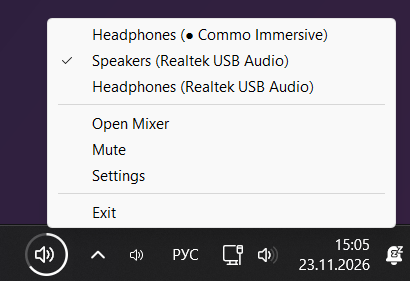 Headphones (● Commo Immersive)
Speakers (Realtek USB Audio)
Headphones (Realtek USB Audio)
Open Mixer
Mute
Settings
Exit
РУС
15:05
23.11.2026